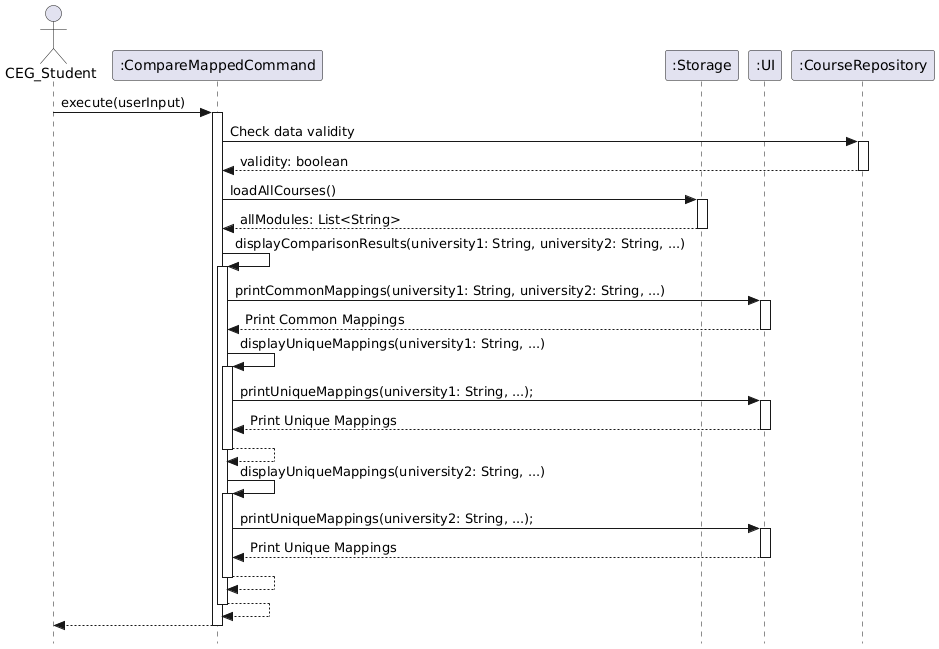 CEG_Student
:CompareMappedCommand
:Storage
:UI
:CourseRepository
execute(userInput)
Check data validity
validity: boolean
loadAllCourses()
allModules: List<String>
displayComparisonResults(university1: String, university2: String, ...)
printCommonMappings(university1: String, university2: String, ...)
Print Common Mappings
displayUniqueMappings(university1: String, ...)
printUniqueMappings(university1: String, ...);
Print Unique Mappings
displayUniqueMappings(university2: String, ...)
printUniqueMappings(university2: String, ...);
Print Unique Mappings